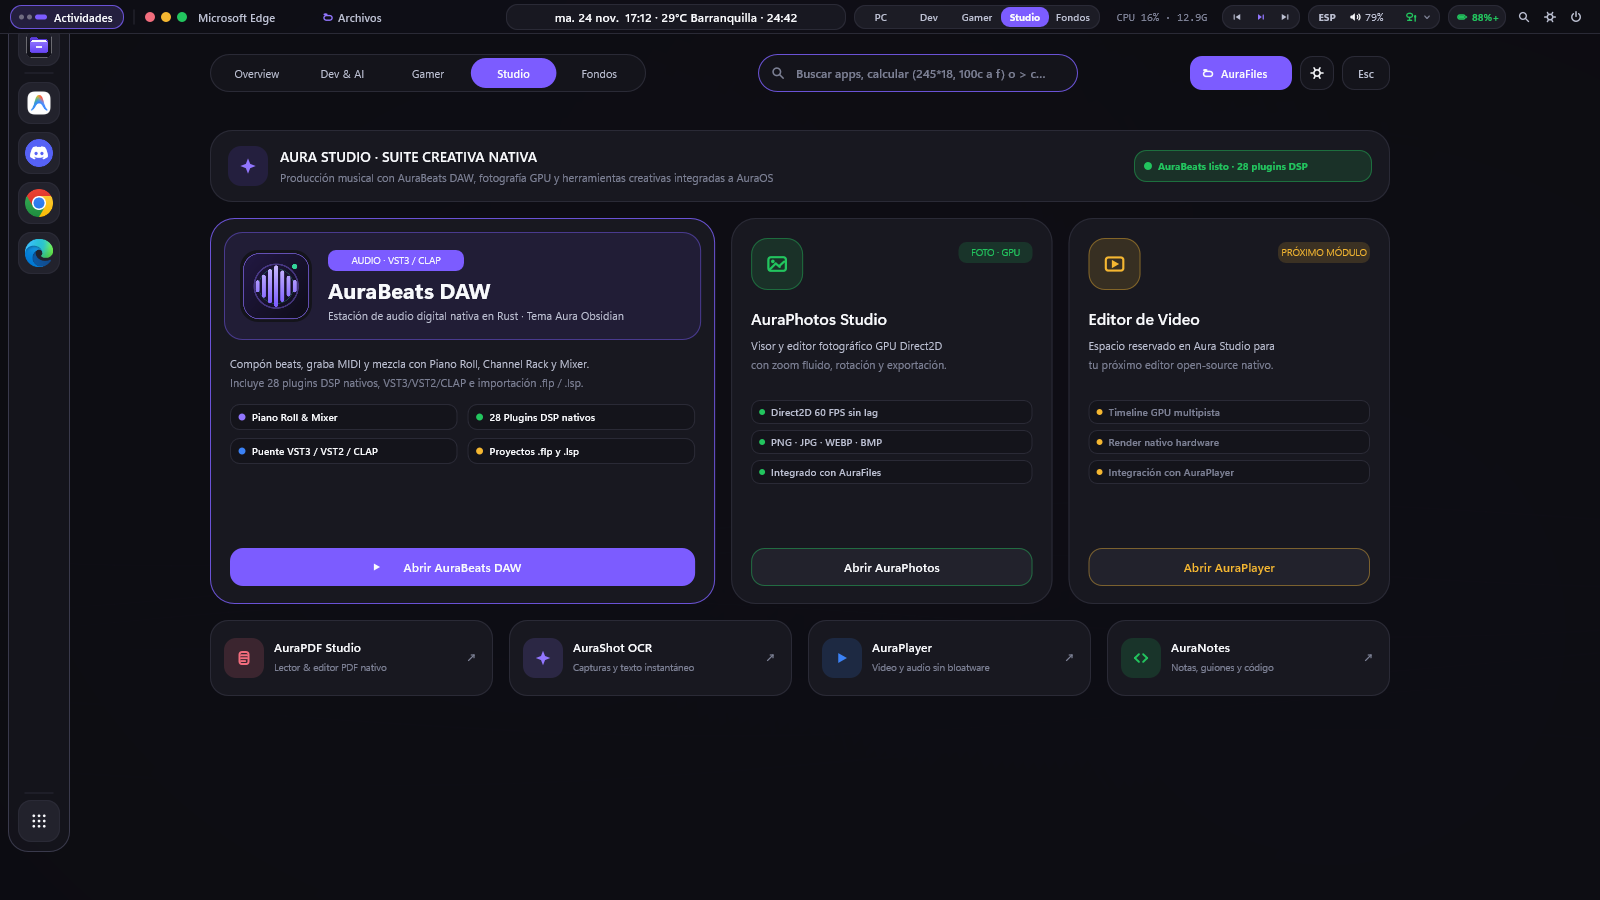 Actividades
Microsoft Edge
Archivos
ma. 24 nov. 17:12 · 29°C Barranquilla · 24:42
PC
Dev
Gamer
Studio
Fondos
CPU 16% · 12.9G
ESP
79%
88%+
Overview
Dev & AI
Gamer
Studio
Fondos
Buscar apps, calcular (245*18, 100c a f) o > c...
AuraFiles
Esc
AURA STUDIO · SUITE CREATIVA NATIVA
Producción musical con AuraBeats DAW, fotografía GPU y herramientas creativas integradas a AuraOS
AuraBeats listo · 28 plugins DSP
AUDIO · VST3 / CLAP
AuraBeats DAW
Estación de audio digital nativa en Rust · Tema Aura Obsidian
Compón beats, graba MIDI y mezcla con Piano Roll, Channel Rack y Mixer.
Incluye 28 plugins DSP nativos, VST3/VST2/CLAP e importación .flp / .lsp.
Piano Roll & Mixer
28 Plugins DSP nativos
Puente VST3 / VST2 / CLAP
Proyectos .flp y .lsp
Abrir AuraBeats DAW
FOTO · GPU
AuraPhotos Studio
Visor y editor fotográfico GPU Direct2D
con zoom fluido, rotación y exportación.
Direct2D 60 FPS sin lag
PNG · JPG · WEBP · BMP
Integrado con AuraFiles
Abrir AuraPhotos
PRÓXIMO MÓDULO
Editor de Video
Espacio reservado en Aura Studio para
tu próximo editor open-source nativo.
Timeline GPU multipista
Render nativo hardware
Integración con AuraPlayer
Abrir AuraPlayer
AuraPDF Studio
Lector & editor PDF nativo
AuraShot OCR
Capturas y texto instantáneo
AuraPlayer
Video y audio sin bloatware
AuraNotes
Notas, guiones y código